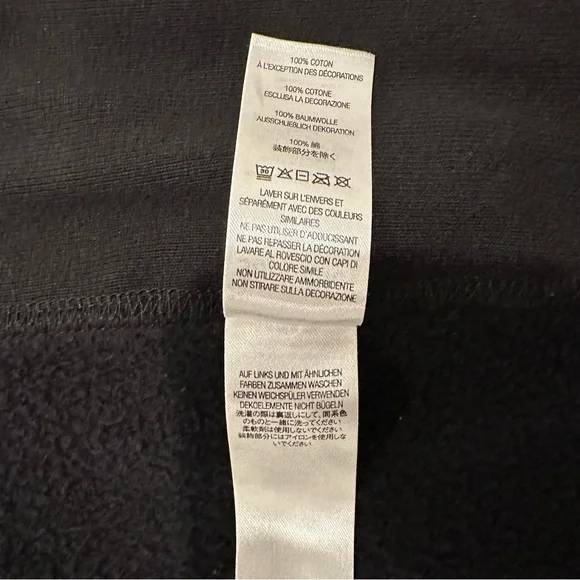 100% COTON
À L'EXCEPTION DES DÉCORATIONS
100% COTONE
ESCLUSA LA DECORAZIONE
100% BAUMWOLLE
AUSSCHLIEßLICH DEKORATION
100% 綿
装飾部分を除く
30
LAVER SUR L'ENVERS ET
SÉPARÉMENT AVEC DES COULEURS
SIMILAIRES
NE PAS UTILISER D'ADOUCISSANT
NE PAS REPASSER LA DÉCORATION
LAVARE AL ROVESCIO CON CAPI DI
COLORE SIMILE
NON UTILIZZARE AMMORBIDENTE
NON STIRARE SULLA DECORAZIONE
AUF LINKS UND MIT ÄHNLICHEN
FARBEN ZUSAMMEN WASCHEN
KEINEN WEICHSPÜLER VERWENDEN
DEKOELEMENTE NICHT BÜGELN
洗濯の際は裏返しにして、同系色
のものと一緒に洗ってください
柔軟剤は使用しないでください
装飾部分にはアイロンを使用しな
いでください